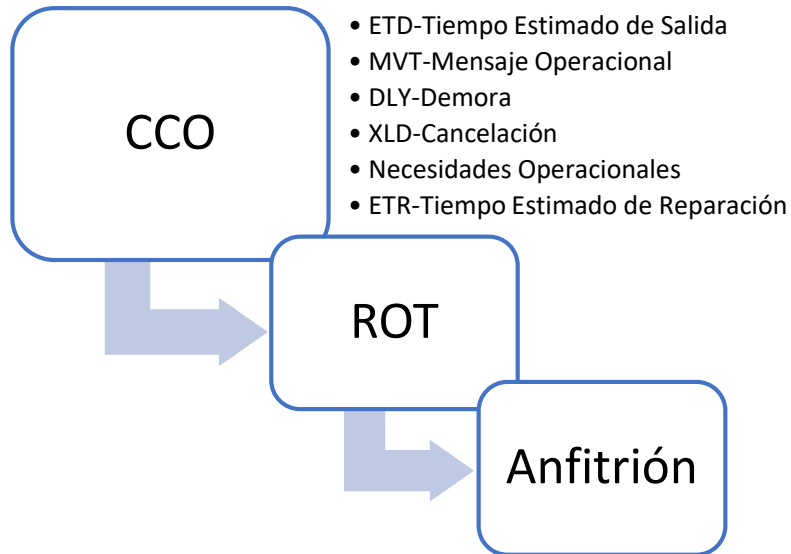 CCO
• ETD-Tiempo Estimado de Salida
• MVT-Mensaje Operacional
• DLY-Demora
• XLD-Cancelación
• Necesidades Operacionales
• ETR-Tiempo Estimado de Reparación
ROT
Anfitrión